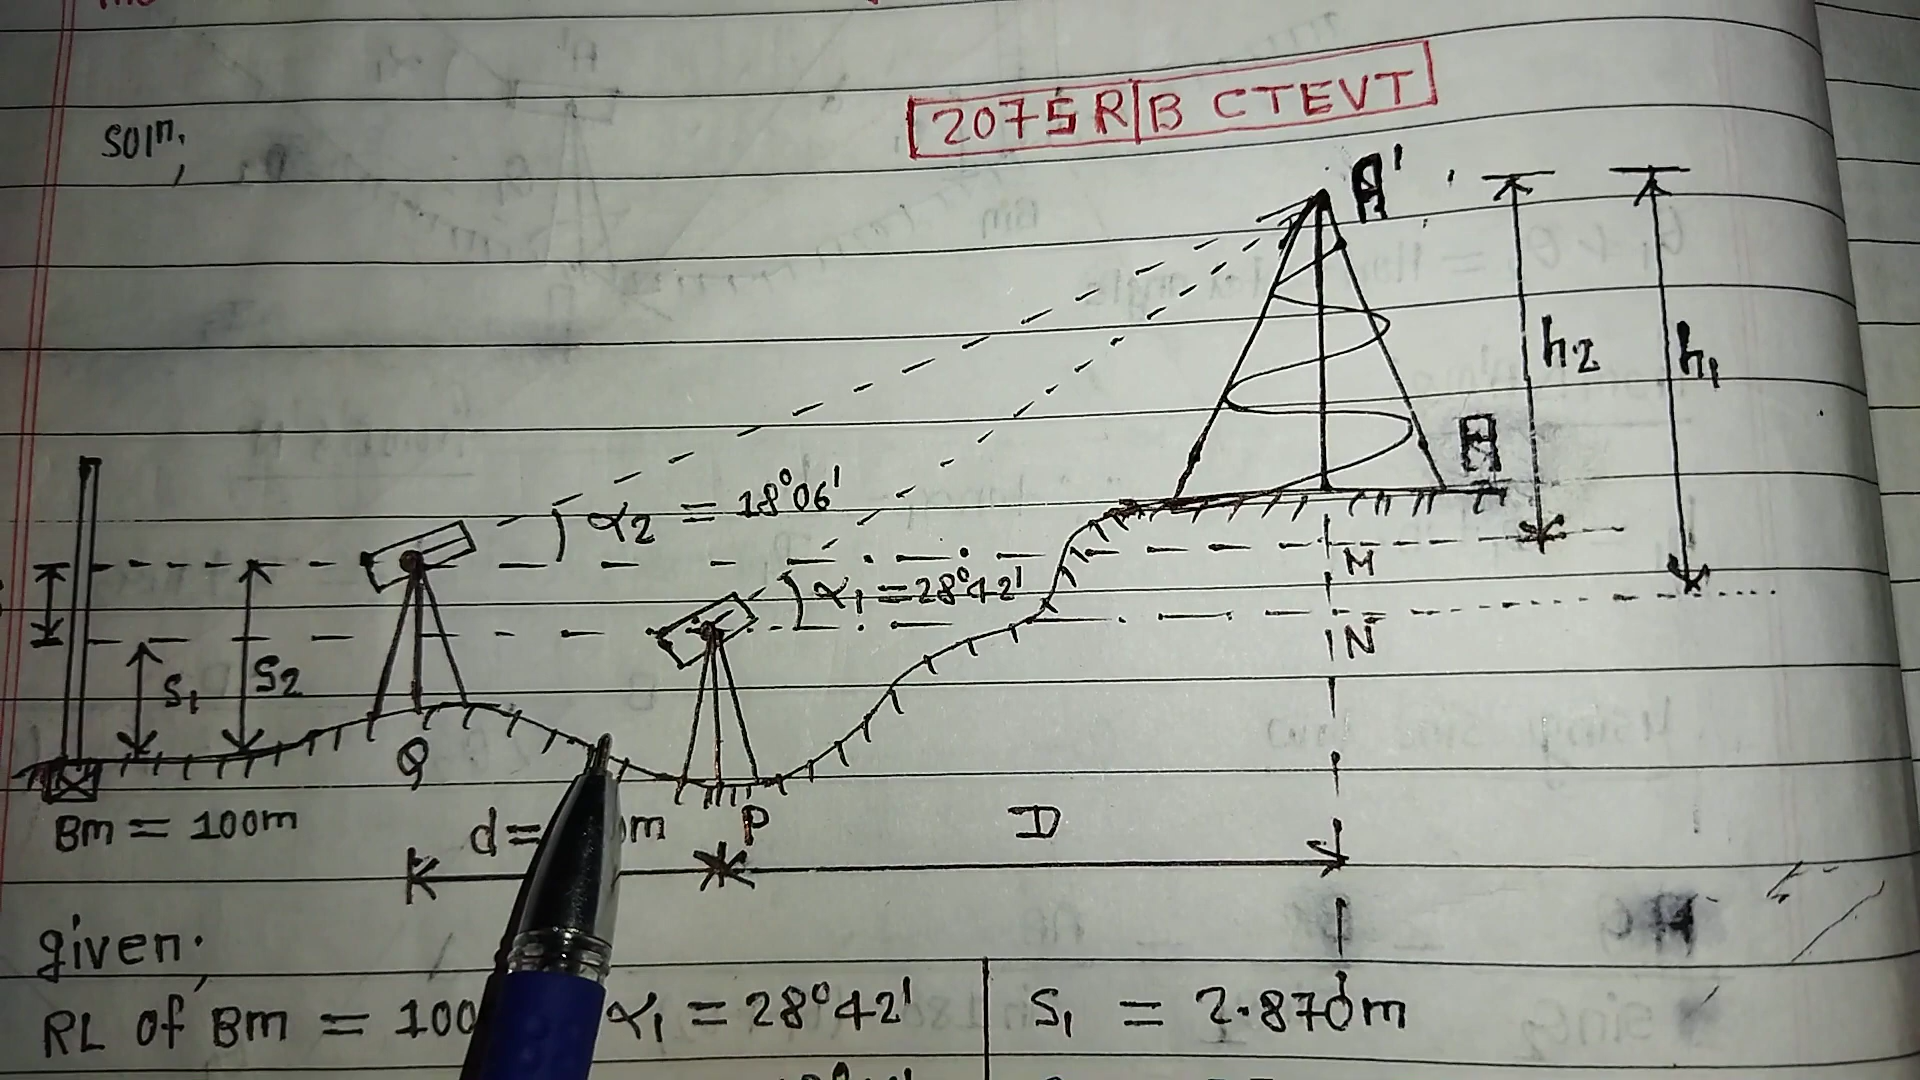 2075 R/B CTEVT
Soln;
A'
h2
h1
A
α2 = 18°06'
α1 = 28°42'
M
N
S1
S2
Q
P
Bm = 100m
d=
m
D
given;
RL of Bm = 100
α1 = 28°42'
S1 = 2.870m